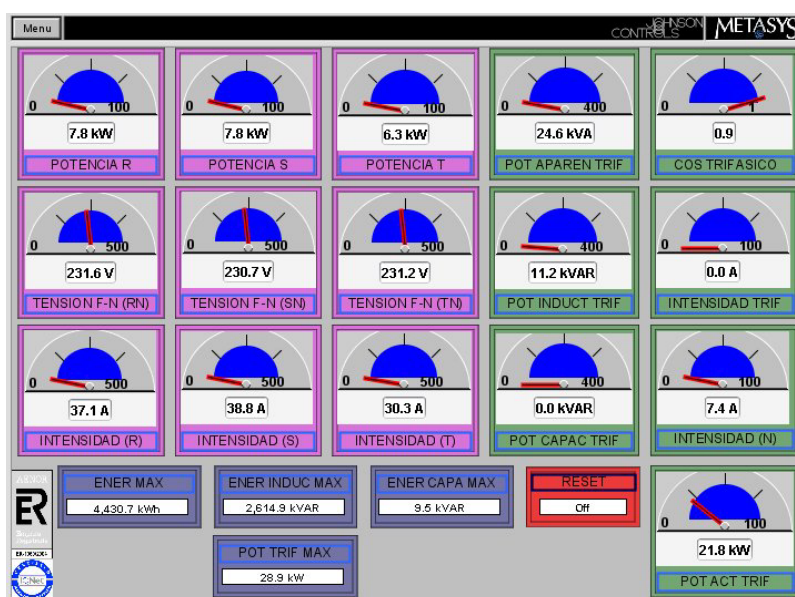 Menu
JOHNSON
CONTROLS
METASYS
0 100
7.8 kW
POTENCIA R
0 100
7.8 kW
POTENCIA S
0 100
6.3 kW
POTENCIA T
0 400
24.6 kVA
POT APAREN TRIF
0 1
0.9
COS TRIFASICO
0 500
231.6 V
TENSION F-N (RN)
0 500
230.7 V
TENSION F-N (SN)
0 500
231.2 V
TENSION F-N (TN)
0 400
11.2 kVAR
POT INDUCT TRIF
0 100
0.0 A
INTENSIDAD TRIF
0 500
37.1 A
INTENSIDAD (R)
0 500
38.8 A
INTENSIDAD (S)
0 500
30.3 A
INTENSIDAD (T)
0 400
0.0 kVAR
POT CAPAC TRIF
0 100
7.4 A
INTENSIDAD (N)
AENOR
ER
Empresa
Registrada
ENER MAX
4,430.7 kWh
ENER INDUC MAX
2,614.9 kVAR
ENER CAPA MAX
9.5 kVAR
RESET
Off
POT TRIF MAX
28.9 kW
0 100
21.8 kW
POT ACT TRIF
IQNet